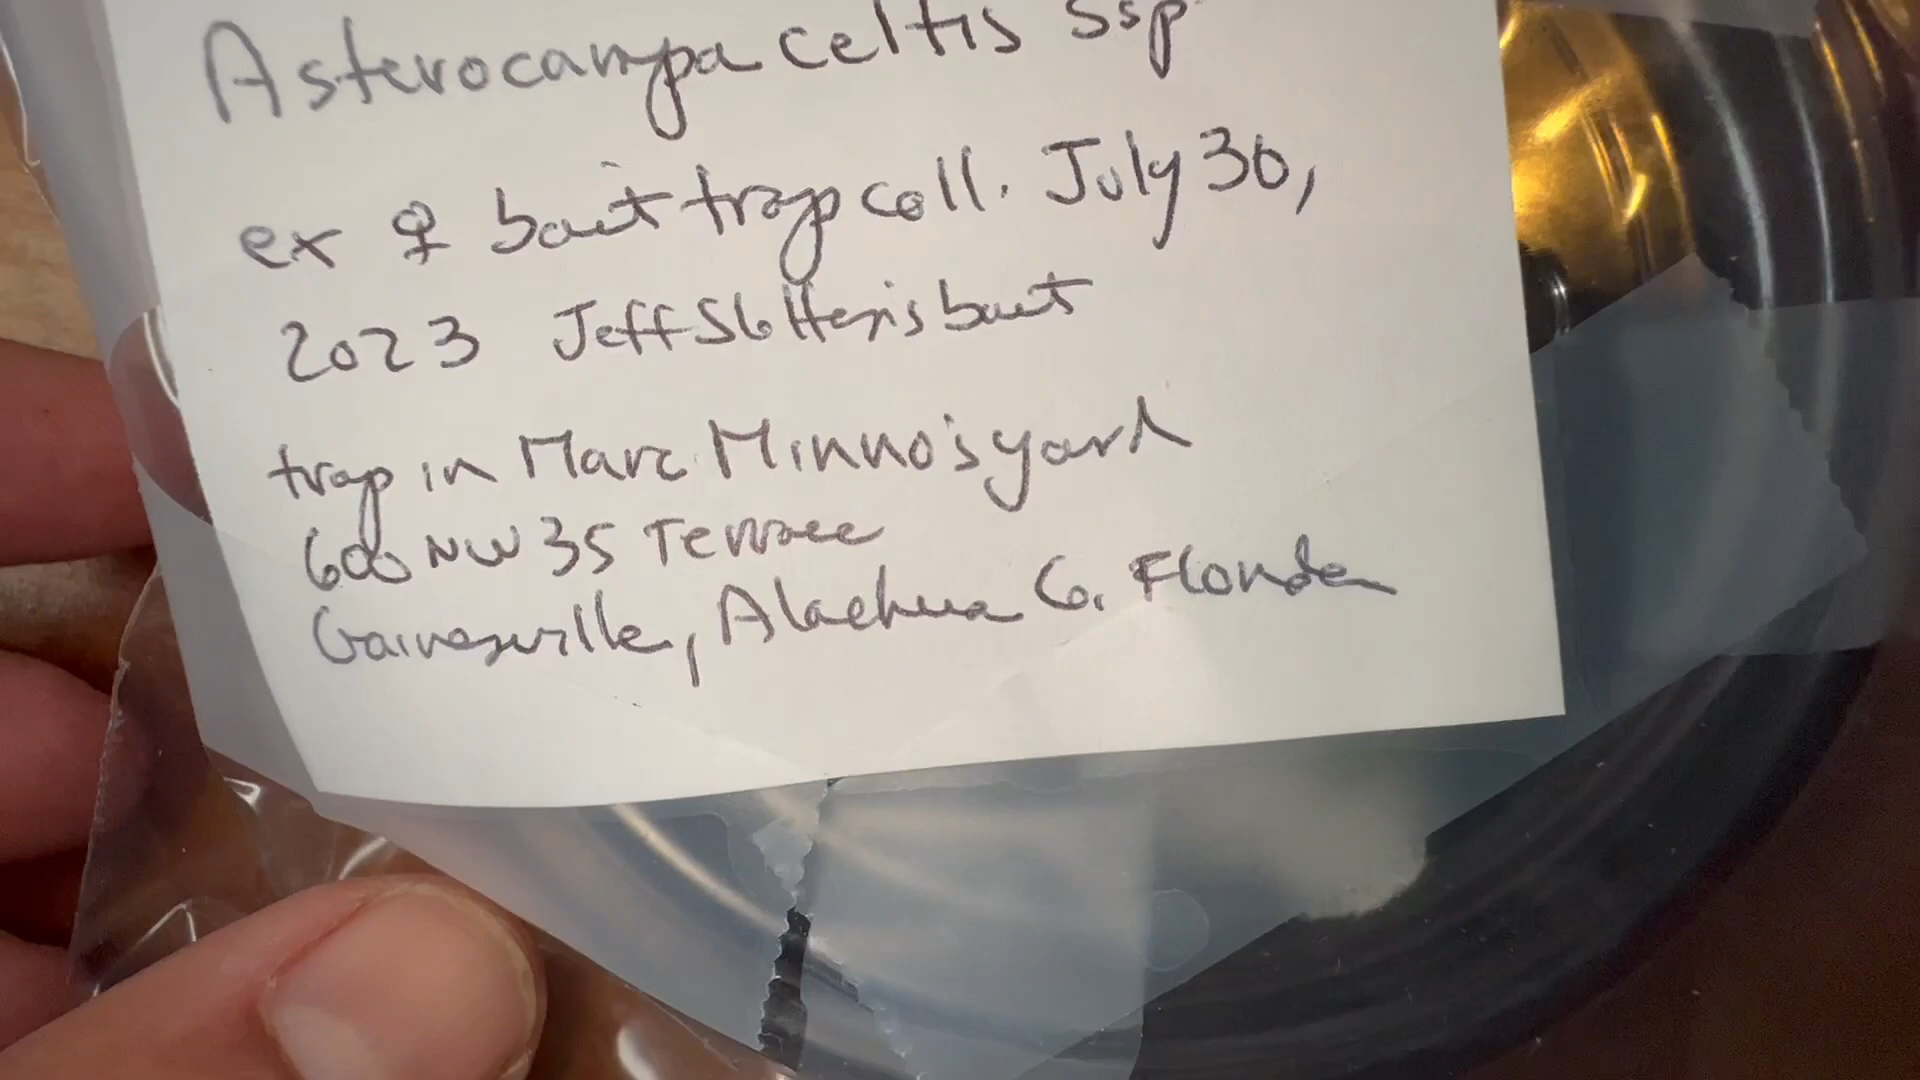 Asterocampa celtis ssp
ex ♀ bait trap coll. July 30,
2023 Jeff Slotten's bait
trap in Marc Minno's yard
600 NW 35 Terrace
Gainesville, Alachua Co. Florida